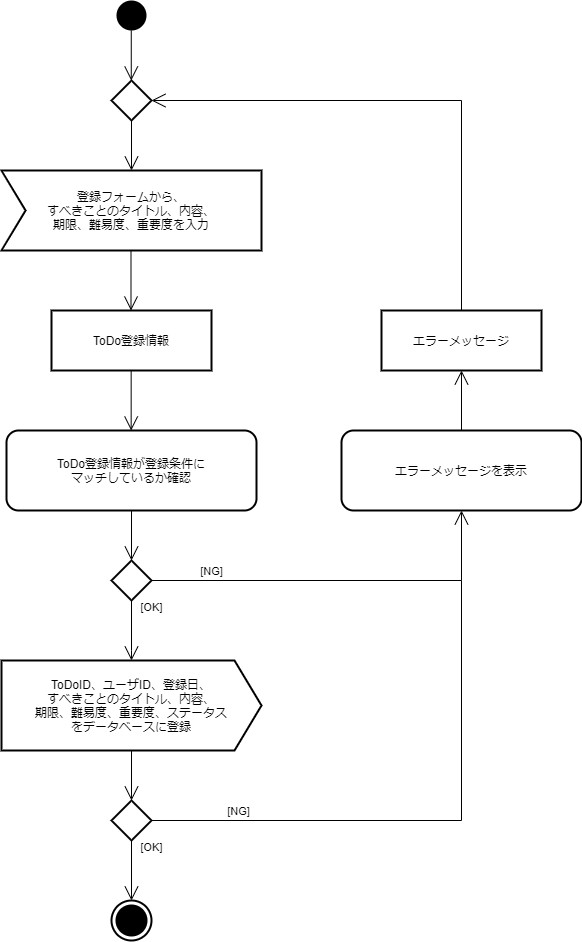 登録フォームから、
すべきことのタイトル、内容、
期限、難易度、重要度を入力
ToDo登録情報
エラーメッセージ
ToDo登録情報が登録条件に
マッチしているか確認
エラーメッセージを表示
[NG]
[OK]
ToDoID、ユーザID、登録日、
すべきことのタイトル、内容、
期限、難易度、重要度、ステータス
をデータベースに登録
[NG]
[OK]